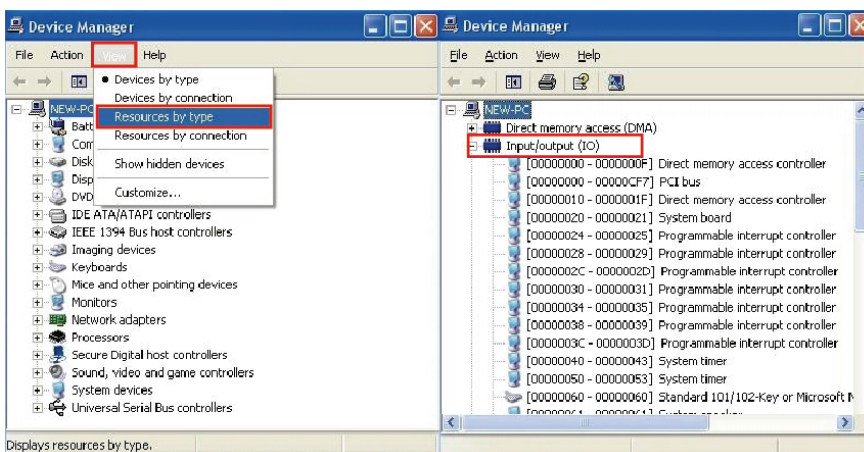 Device Manager
File Action View Help
Devices by type
Devices by connection
Resources by type
Resources by connection
Show hidden devices
Customize...
NEW-PC
Batt
Com
Disk
Disp
DVD
IDE ATA/ATAPI controllers
IEEE 1394 Bus host controllers
Imaging devices
Keyboards
Mice and other pointing devices
Monitors
Network adapters
Processors
Secure Digital host controllers
Sound, video and game controllers
System devices
Universal Serial Bus controllers
Displays resources by type.
Device Manager
File Action View Help
NEW-PC
Direct memory access (DMA)
Input/output (IO)
[00000000 - 0000000F] Direct memory access controller
[00000000 - 00000CF7] PCI bus
[00000010 - 0000001F] Direct memory access controller
[00000020 - 00000021] System board
[00000024 - 00000025] Programmable interrupt controller
[00000028 - 00000029] Programmable interrupt controller
[0000002C - 0000002D] Programmable interrupt controller
[00000030 - 00000031] Programmable interrupt controller
[00000034 - 00000035] Programmable interrupt controller
[00000038 - 00000039] Programmable interrupt controller
[0000003C - 0000003D] Programmable interrupt controller
[00000040 - 00000043] System timer
[00000050 - 00000053] System timer
[00000060 - 00000060] Standard 101/102-Key or Microsoft N